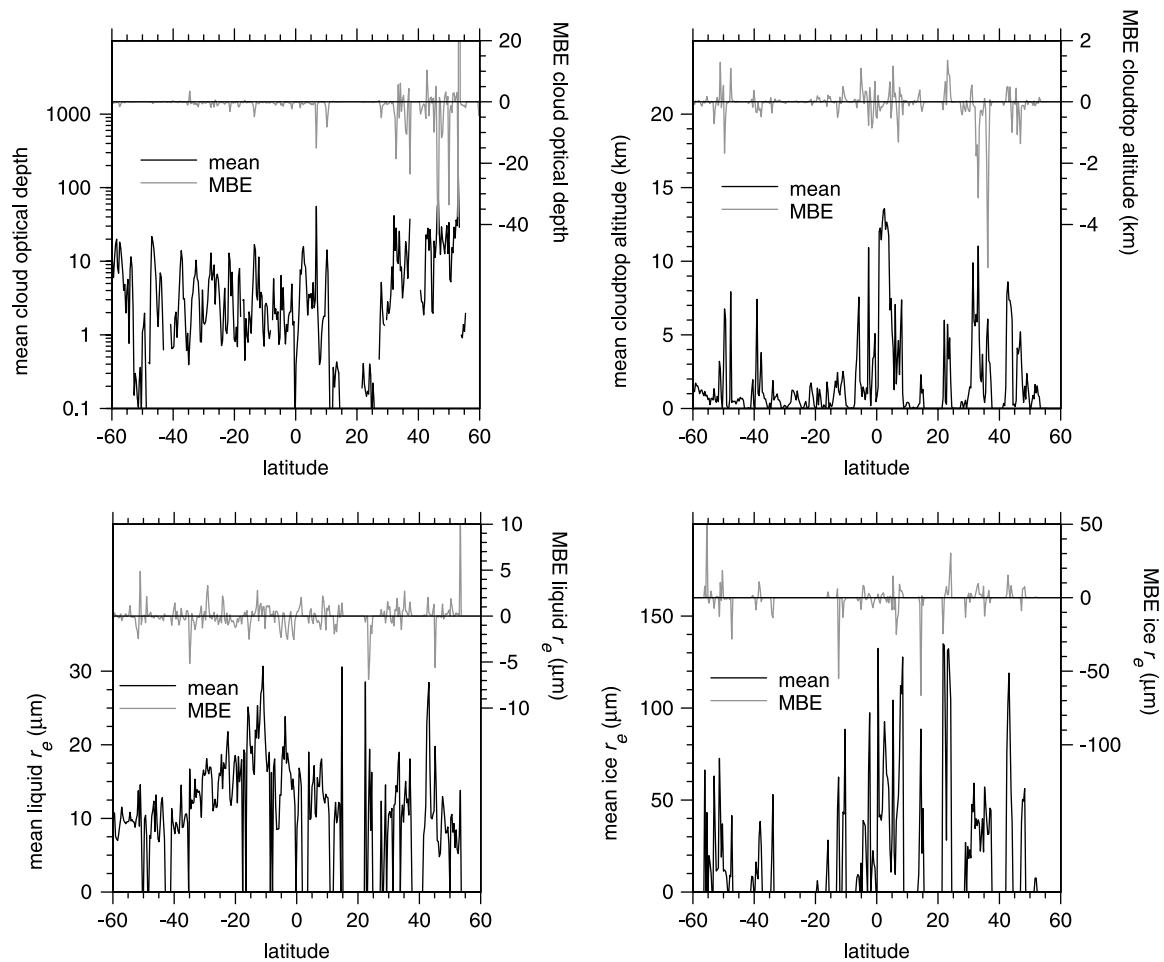 mean cloud optical depth
1000
100
10
1
0.1
mean
MBE
20
0
-20
-40
MBE cloud optical depth
-60 -40 -20 0 20 40 60
latitude
mean cloudtop altitude (km)
20
15
10
5
0
mean
MBE
2
0
-2
-4
MBE cloudtop altitude (km)
-60 -40 -20 0 20 40 60
latitude
mean liquid r_e (µm)
30
20
10
0
mean
MBE
10
5
0
-5
-10
MBE liquid r_e (µm)
-60 -40 -20 0 20 40 60
latitude
mean ice r_e (µm)
150
100
50
0
mean
MBE
50
0
-50
-100
MBE ice r_e (µm)
-60 -40 -20 0 20 40 60
latitude